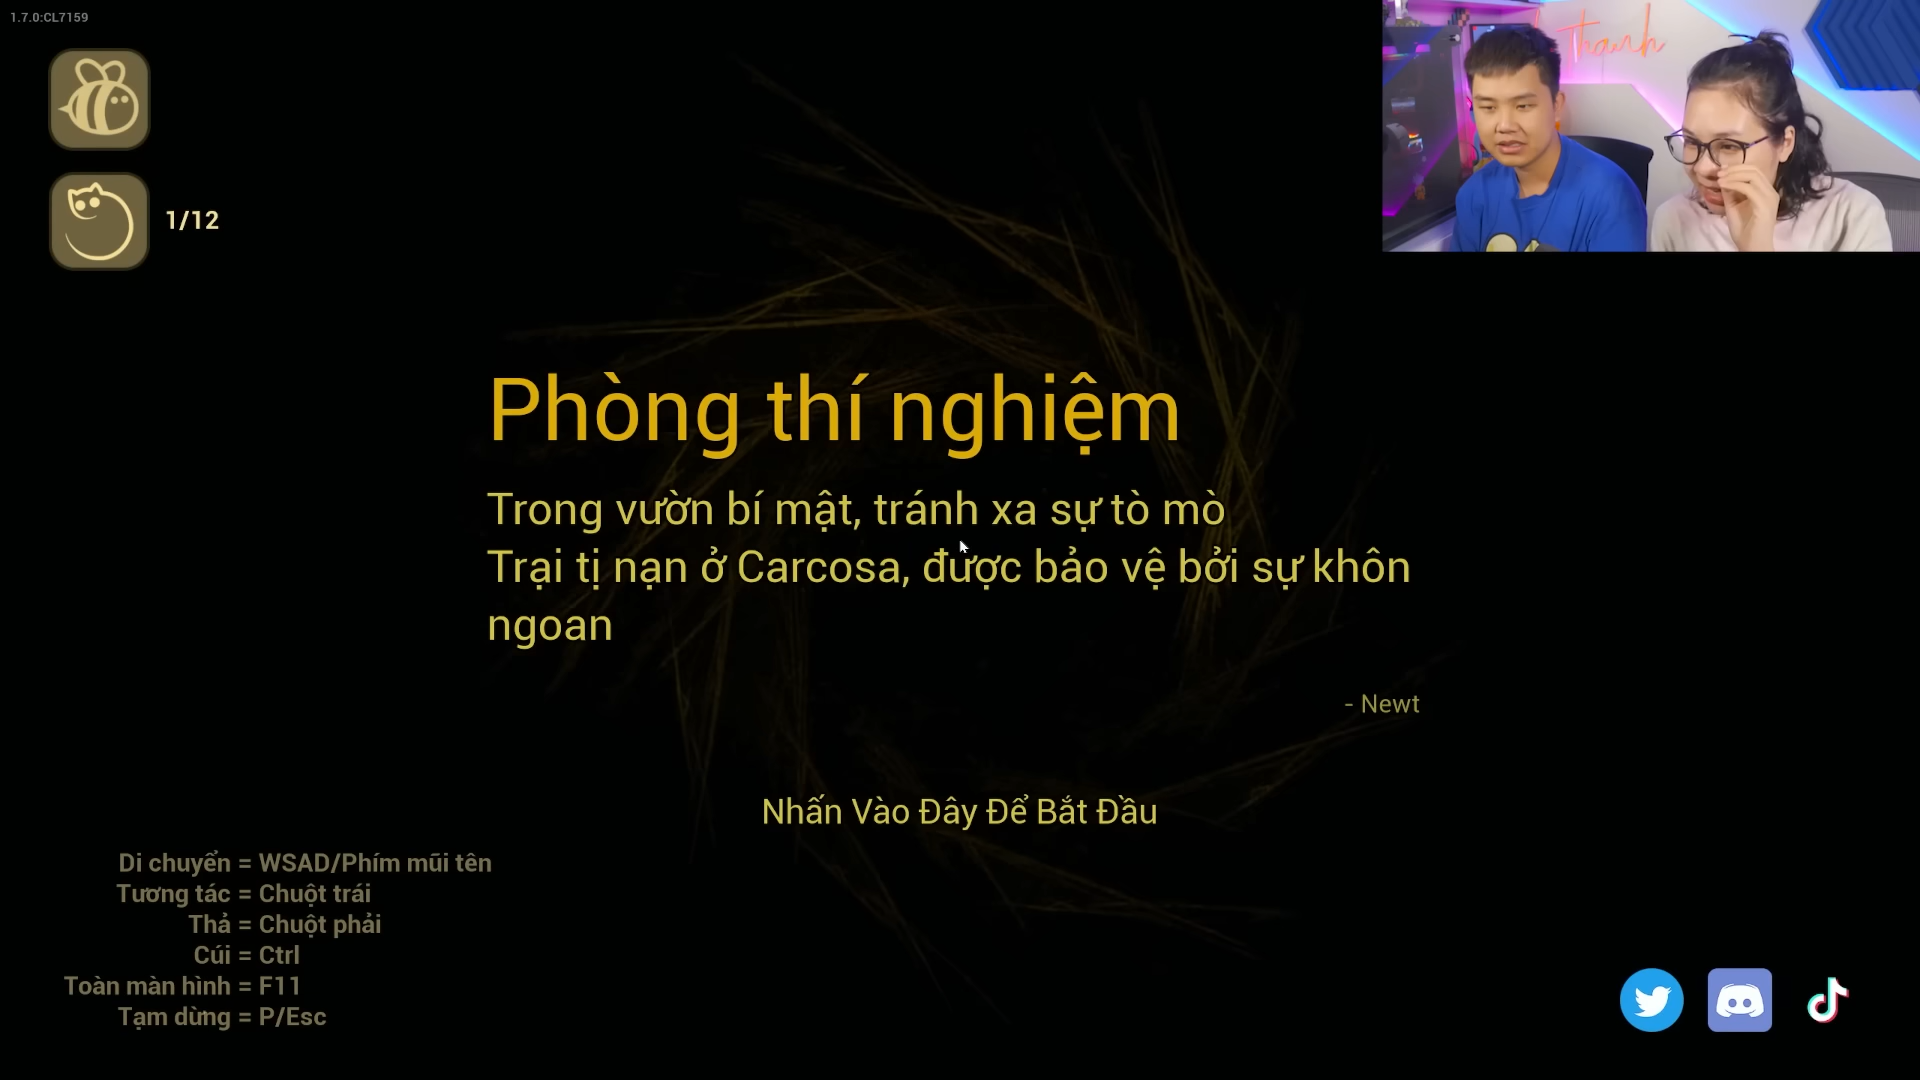 1.7.0:CL7159
Thanh
1/12
Phòng thí nghiệm
Trong vườn bí mật, tránh xa sự tò mò
Trại tị nạn ở Carcosa, được bảo vệ bởi sự khôn
ngoan
- Newt
Nhấn Vào Đây Để Bắt Đầu
Di chuyển = WSAD/Phím mũi tên
Tương tác = Chuột trái
Thả = Chuột phải
Cúi = Ctrl
Toàn màn hình = F11
Tạm dừng = P/Esc